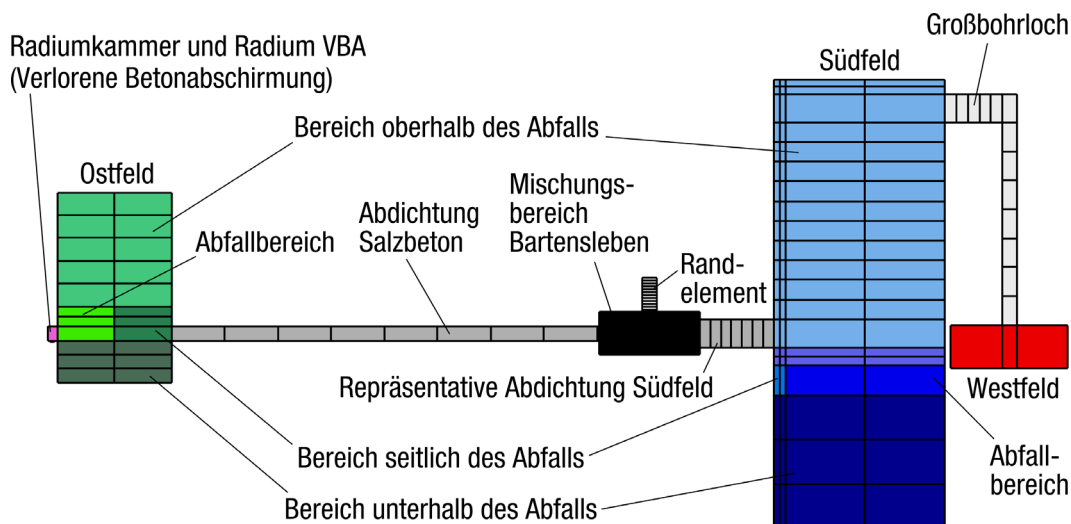 Großbohrloch
Radiumkammer und Radium VBA
(Verlorene Betonabschirmung)
Südfeld
Bereich oberhalb des Abfalls
Ostfeld
Mischungs-
bereich
Bartensleben
Abdichtung
Salzbeton
Abfallbereich
Rand-
element
Repräsentative Abdichtung Südfeld
Westfeld
Bereich seitlich des Abfalls
Abfall-
bereich
Bereich unterhalb des Abfalls